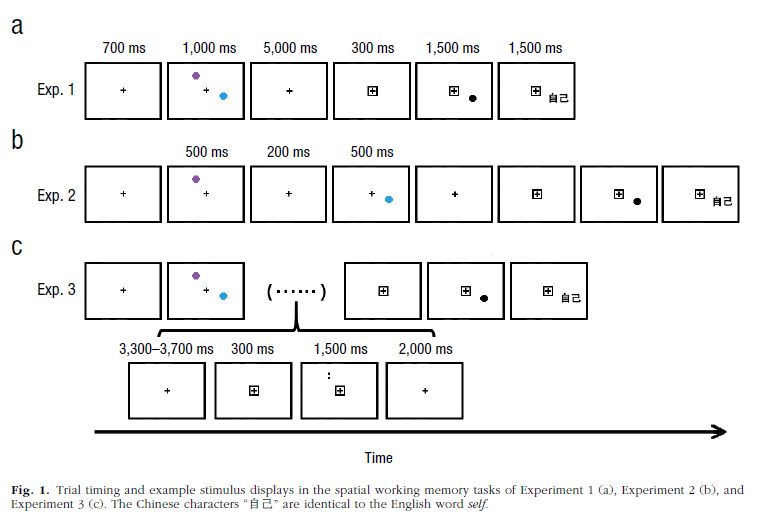 a
700 ms 1,000 ms 5,000 ms 300 ms 1,500 ms 1,500 ms
Exp. 1
自己
b
500 ms 200 ms 500 ms
Exp. 2
自己
c
Exp. 3
(······)
自己
3,300–3,700 ms 300 ms 1,500 ms 2,000 ms
Time
Fig. 1. Trial timing and example stimulus displays in the spatial working memory tasks of Experiment 1 (a), Experiment 2 (b), and
Experiment 3 (c). The Chinese characters “自己” are identical to the English word self.